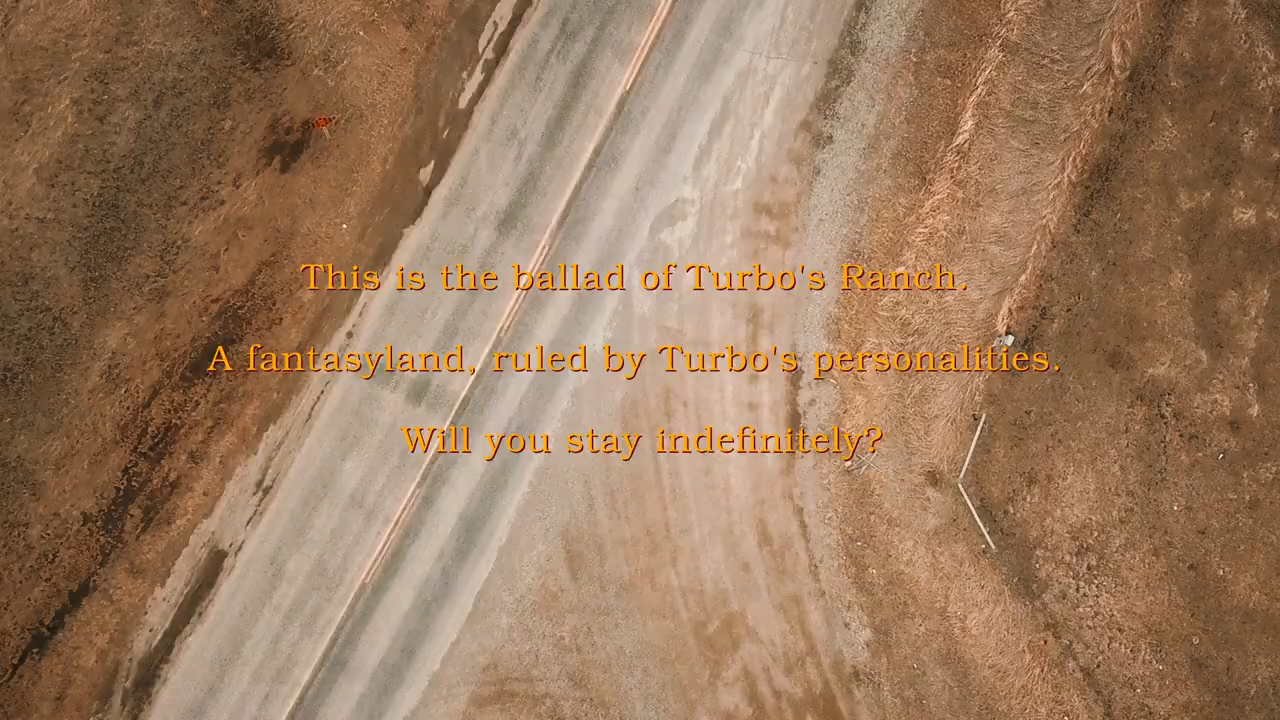 This is the ballad of Turbo's Ranch.
A fantasyland, ruled by Turbo's personalities.
Will you stay indefinitely?